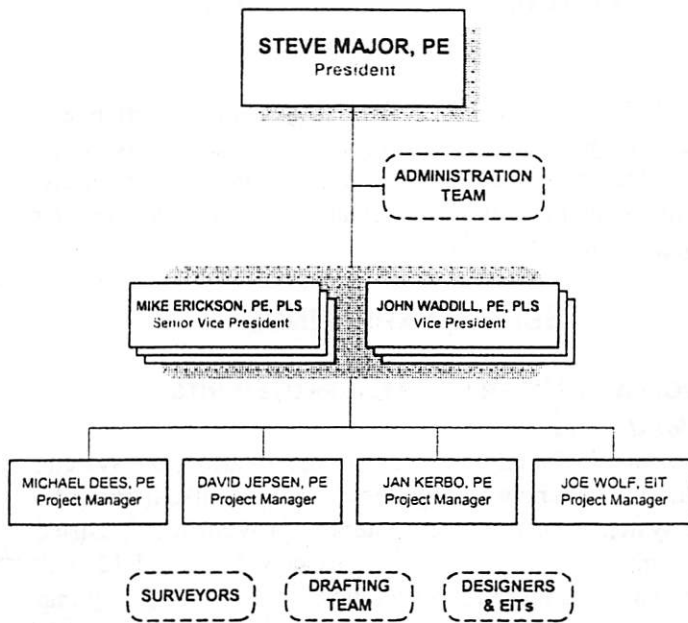 STEVE MAJOR, PE
President
ADMINISTRATION
TEAM
MIKE ERICKSON, PE, PLS
Senior Vice President
JOHN WADDILL, PE, PLS
Vice President
MICHAEL DEES, PE
Project Manager
DAVID JEPSEN, PE
Project Manager
JAN KERBO, PE
Project Manager
JOE WOLF, EIT
Project Manager
SURVEYORS
DRAFTING
TEAM
DESIGNERS
& EITs